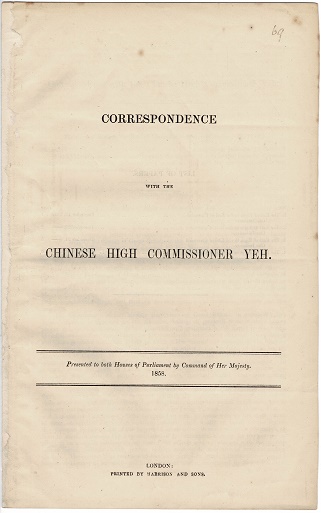 69
CORRESPONDENCE
WITH THE
CHINESE HIGH COMMISSIONER YEH.
Presented to both Houses of Parliament by Command of Her Majesty.
1858.
LONDON:
PRINTED BY HARRISON AND SONS.